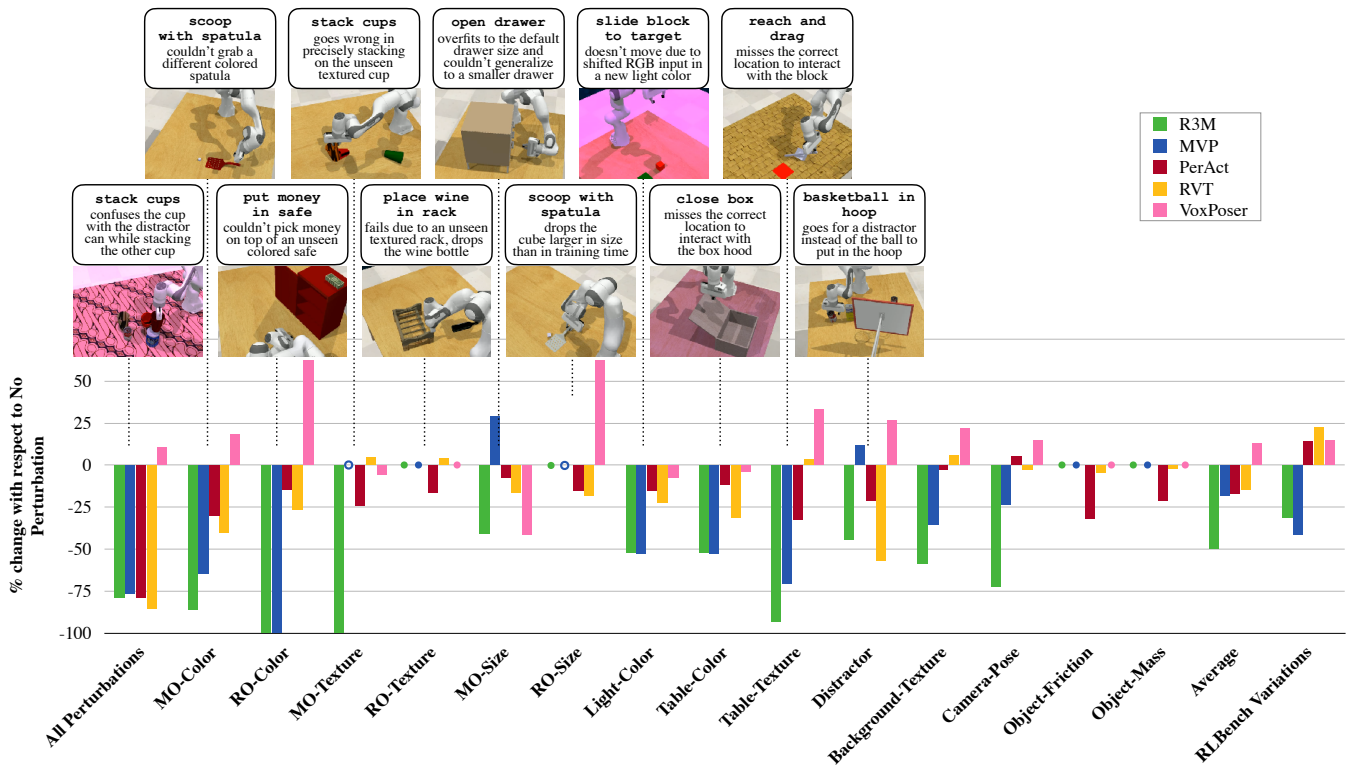 scoop
with spatula
couldn't grab a
different colored
spatula
stack cups
goes wrong in
precisely stacking
on the unseen
textured cup
open drawer
overfits to the default
drawer size and
couldn't generalize
to a smaller drawer
slide block
to target
doesn't move due to
shifted RGB input in
a new light color
reach and
drag
misses the correct
location to interact
with the block
R3M
MVP
PerAct
RVT
VoxPoser
stack cups
confuses the cup
with the distractor
can while stacking
the other cup
put money
in safe
couldn't pick money
on top of an unseen
colored safe
place wine
in rack
fails due to an unseen
textured rack, drops
the wine bottle
scoop with
spatula
drops the
cube larger in size
than in training time
close box
misses the correct
location to
interact with
the box hood
basketball in
hoop
goes for a distractor
instead of the ball to
put in the hoop
% change with respect to No
Perturbation
50
25
0
-25
-50
-75
-100
All Perturbations
MO-Color
RO-Color
MO-Texture
RO-Texture
MO-Size
RO-Size
Light-Color
Table-Color
Table-Texture
Distractor
Background-Texture
Camera-Pose
Object-Friction
Object-Mass
Average
RLBench Variations